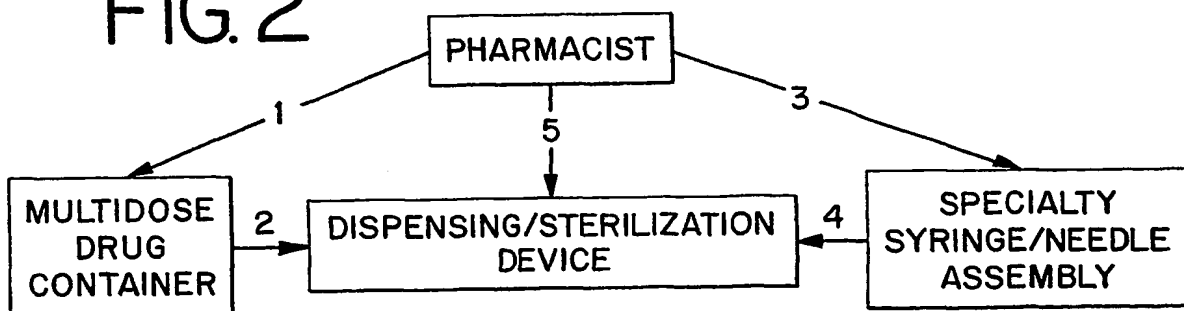 FIG. 2
PHARMACIST
1
3
5
MULTIDOSE
DRUG
CONTAINER
2
DISPENSING/STERILIZATION
DEVICE
4
SPECIALTY
SYRINGE/NEEDLE
ASSEMBLY